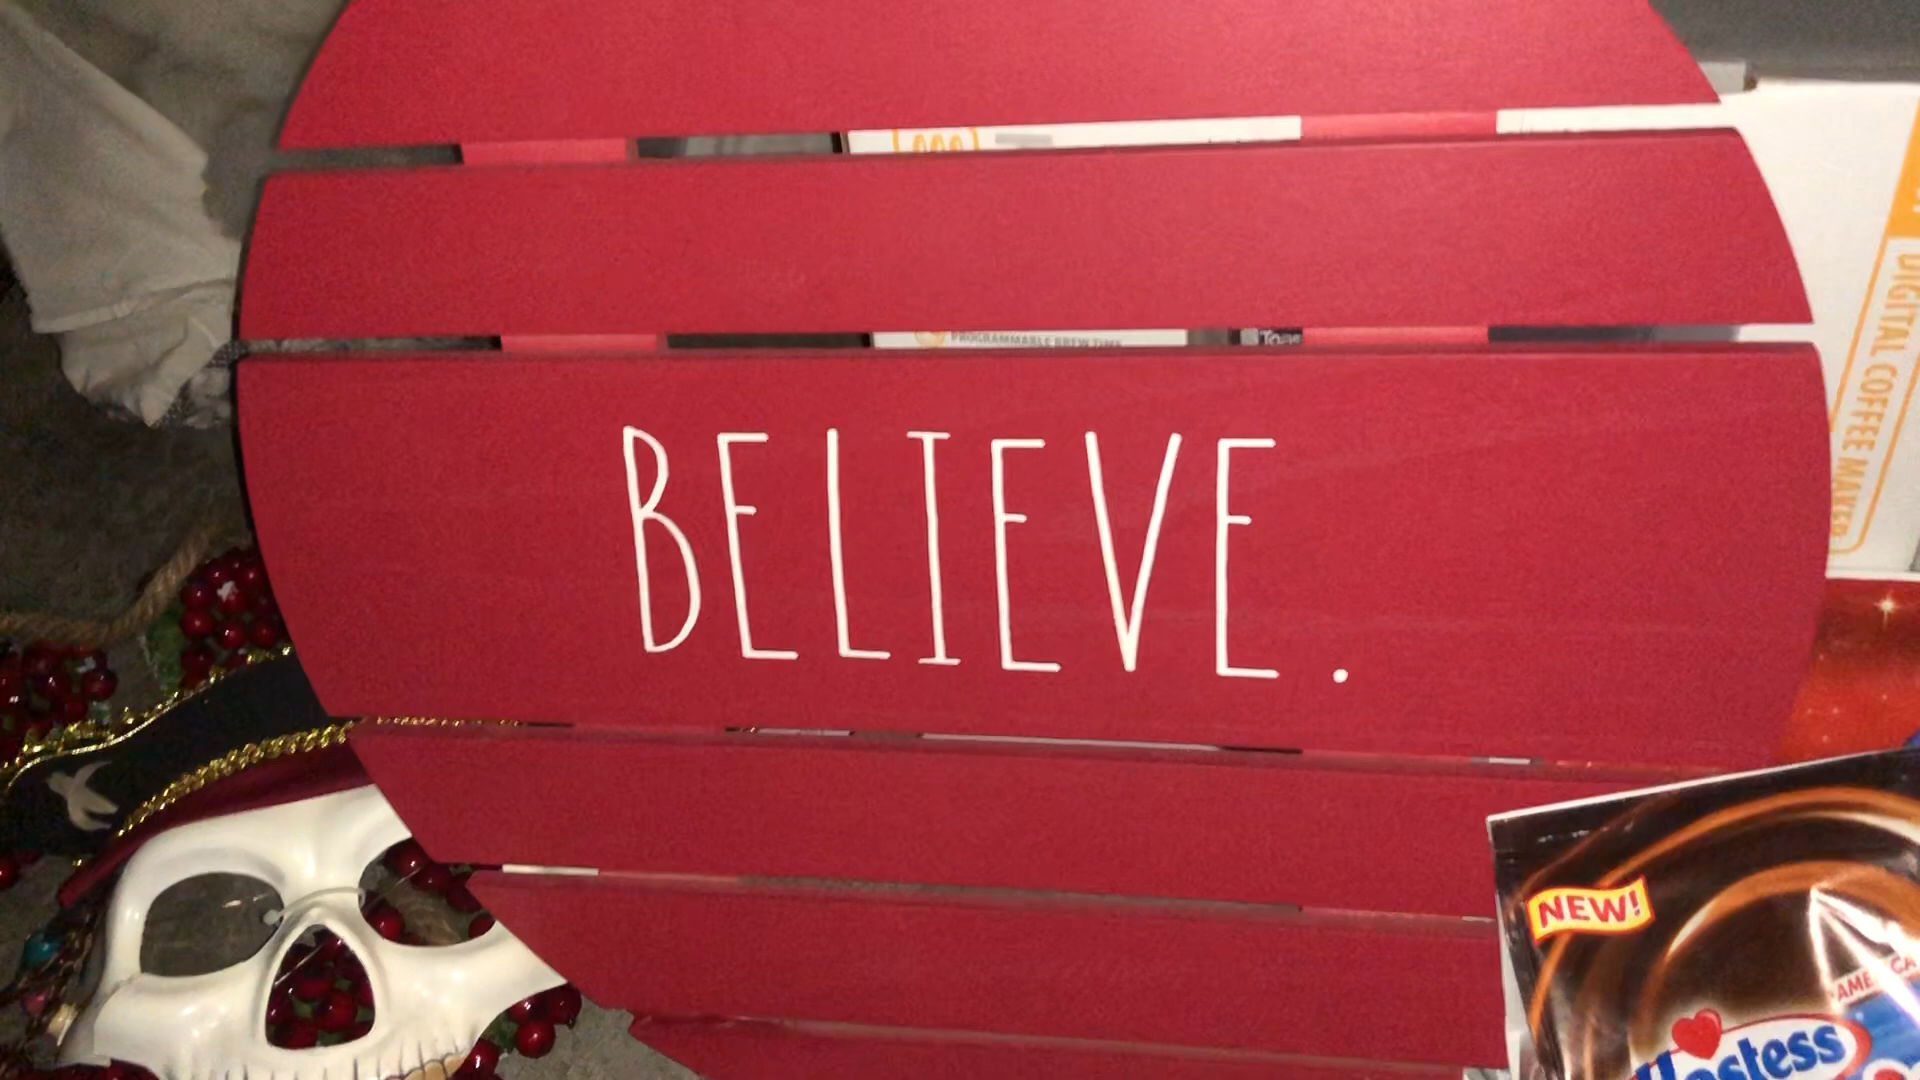 PROGRAMMABLE BREW TIME
DIGITAL COFFEE MAKER
BELIEVE.
NEW!
Hostess